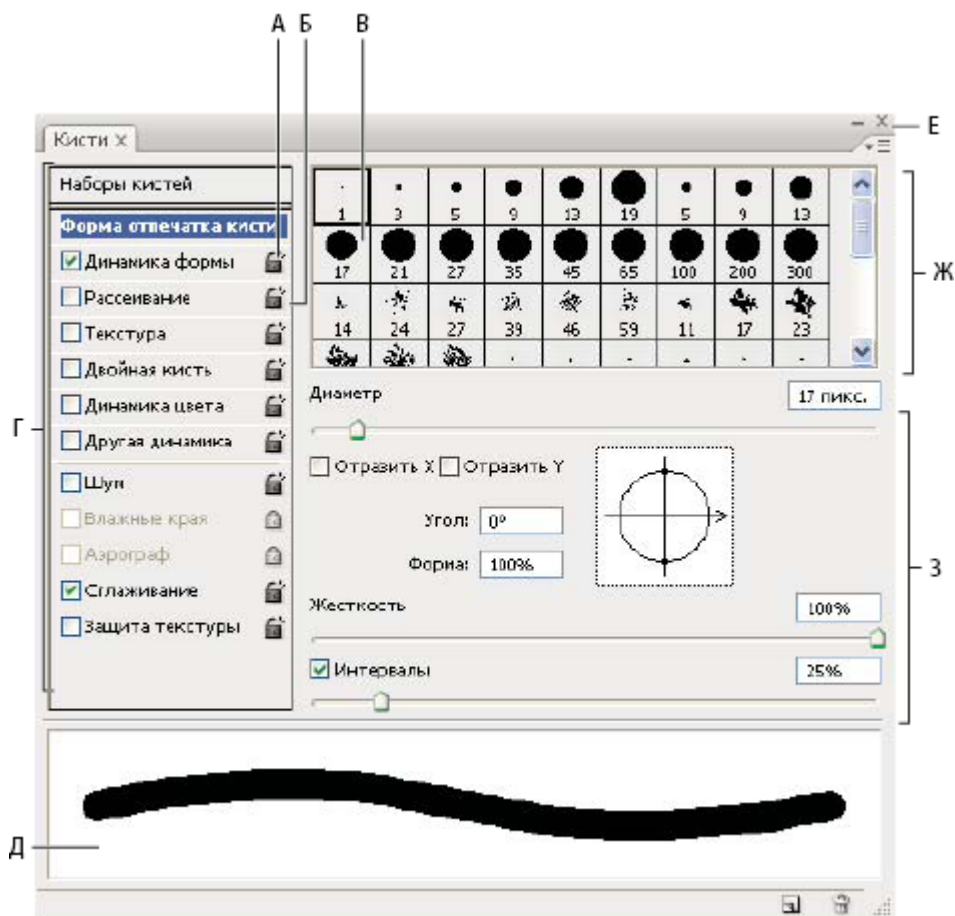 А Б В
Е
Кисти x
Наборы кистей
Форма отпечатка кисти
Динамика формы
Рассеивание
Текстура
Двойная кисть
Динамика цвета
Другая динамика
Шум
Влажные края
Аэрограф
Сглаживание
Защита текстуры
Г
1 3 5 9 13 19 5 9 13
17 21 27 35 45 65 100 200 300
14 24 27 39 46 59 11 17 23
Ж
Диаметр 17 пикс.
Отразить X Отразить Y
Угол: 0º
Форма: 100%
З
Жесткость 100%
Интервалы 25%
Д